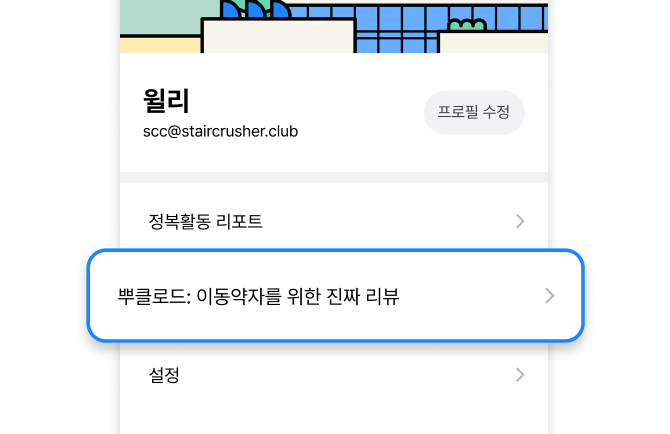 윌리
scc@staircrusher.club
프로필 수정
정복활동 리포트
뿌클로드: 이동약자를 위한 진짜 리뷰
설정